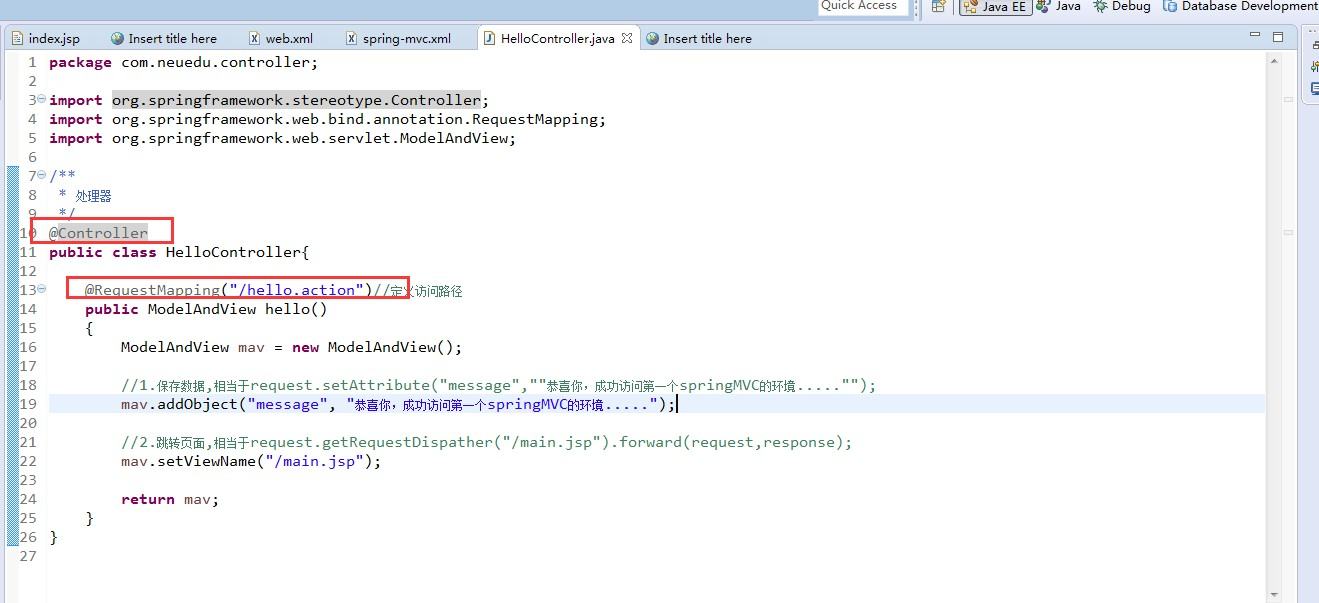 Quick Access
Java EE
Java
Debug
Database Development
index.jsp
Insert title here
web.xml
spring-mvc.xml
HelloController.java
Insert title here
1 package com.neuedu.controller;
2
3 import org.springframework.stereotype.Controller;
4 import org.springframework.web.bind.annotation.RequestMapping;
5 import org.springframework.web.servlet.ModelAndView;
6
7 /**
8 * 处理器
9 */
10 @Controller
11 public class HelloController{
12
13 @RequestMapping("/hello.action")//定义访问路径
14 public ModelAndView hello()
15 {
16 ModelAndView mav = new ModelAndView();
17
18 //1.保存数据,相当于request.setAttribute("message",""恭喜你，成功访问第一个springMVC的环境....."");
19 mav.addObject("message", "恭喜你，成功访问第一个springMVC的环境.....");
20
21 //2.跳转页面,相当于request.getRequestDispather("/main.jsp").forward(request,response);
22 mav.setViewName("/main.jsp");
23
24 return mav;
25 }
26 }
27